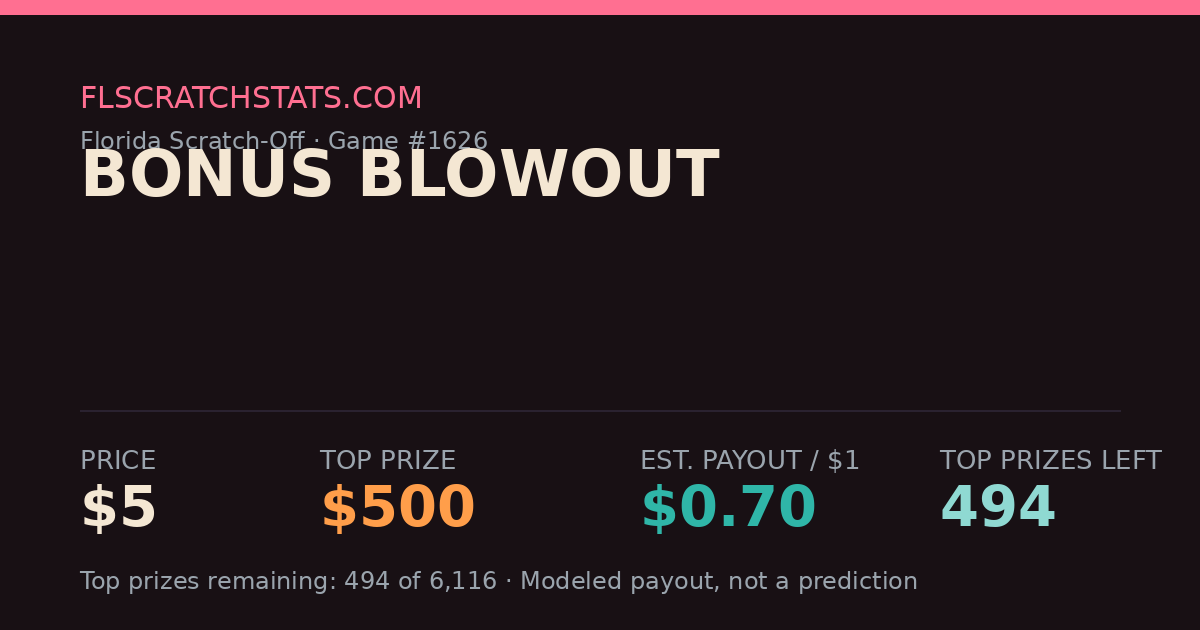 FLSCRATCHSTATS.COM
Florida Scratch-Off · Game #1626
BONUS BLOWOUT
PRICE TOP PRIZE EST. PAYOUT / $1 TOP PRIZES LEFT
$5 $500 $0.70 494
Top prizes remaining: 494 of 6,116 · Modeled payout, not a prediction